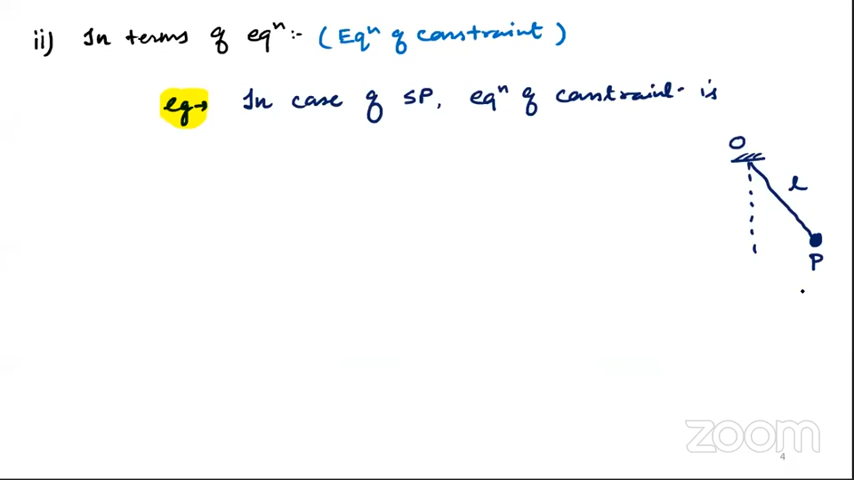 ii) In terms of eqⁿ :- (Eqⁿ of constraint)
eg→ In case of SP, eqⁿ of constraint is
O
l
P
zoom
4